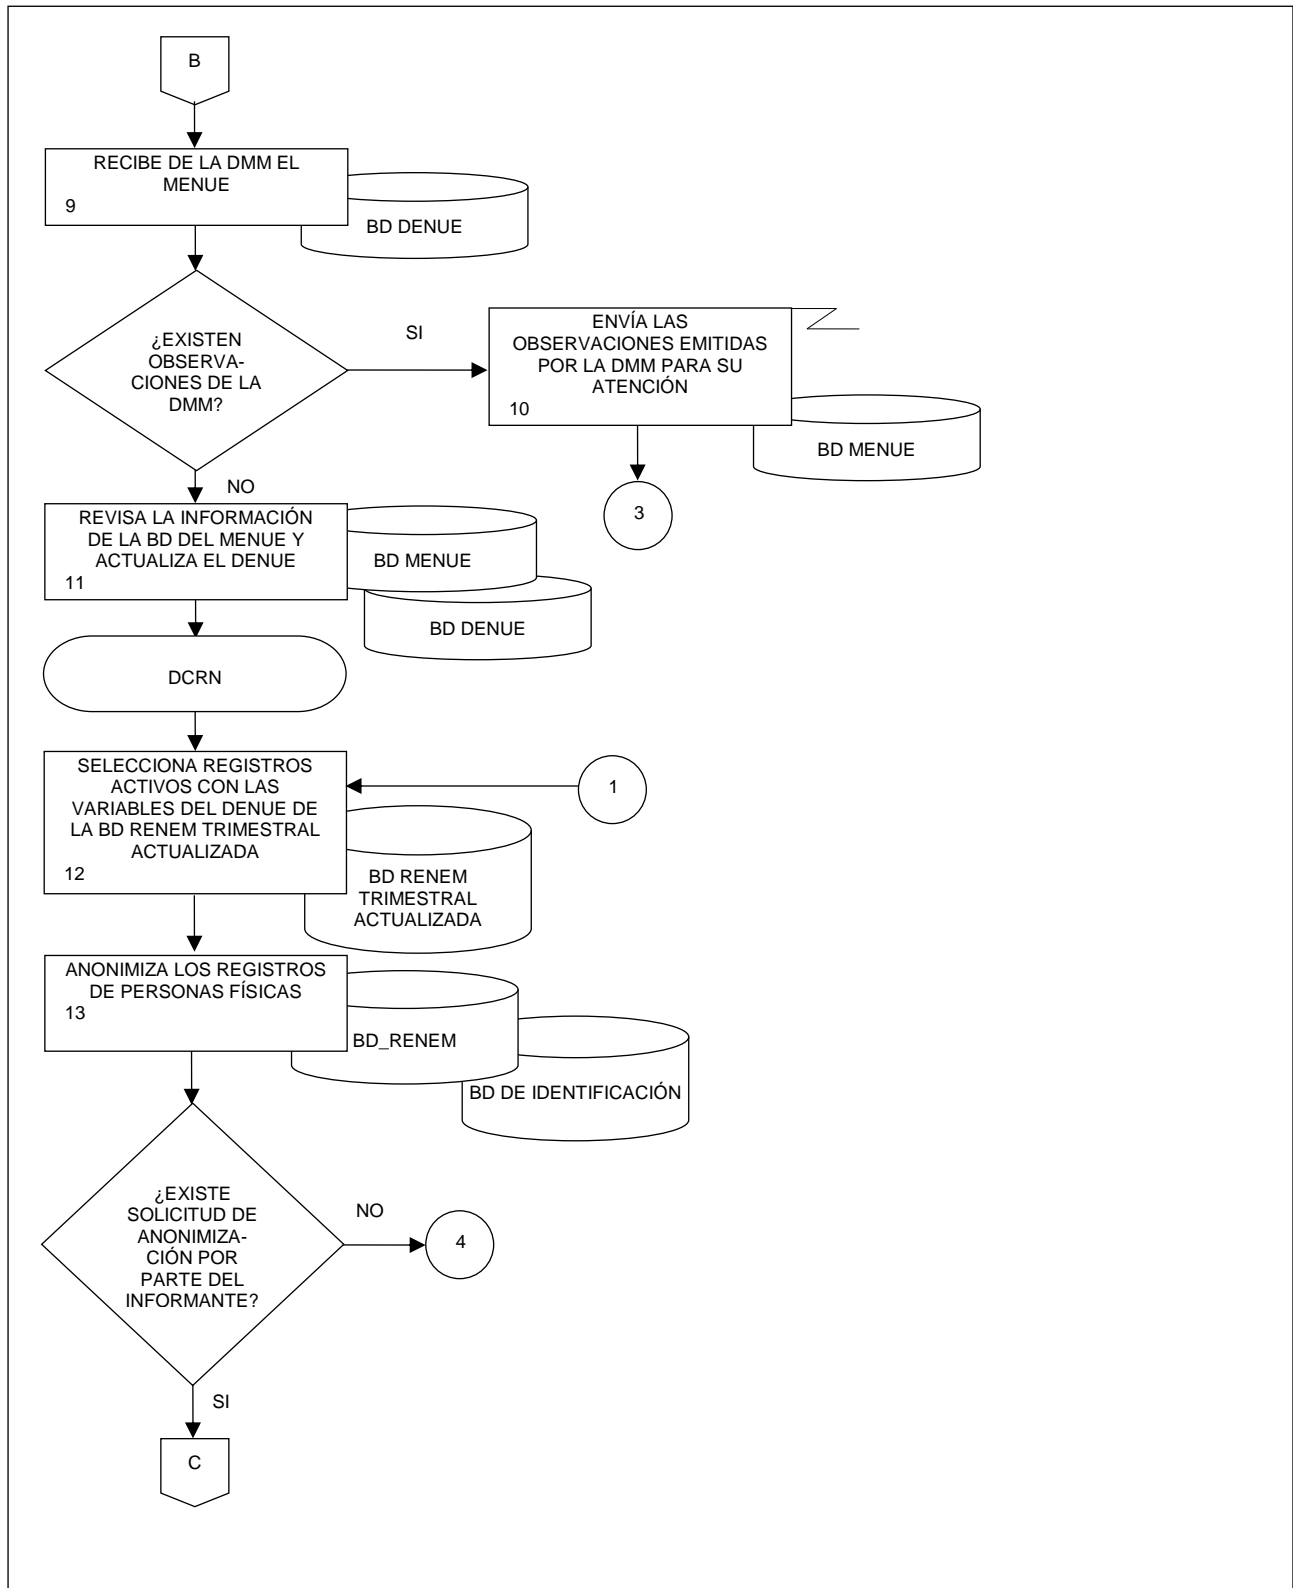 B
RECIBE DE LA DMM EL
MENUE
9
BD DENUE
¿EXISTEN
OBSERVA-
CIONES DE LA
DMM?
SI
ENVÍA LAS
OBSERVACIONES EMITIDAS
POR LA DMM PARA SU
ATENCIÓN
10
BD MENUE
3
NO
REVISA LA INFORMACIÓN
DE LA BD DEL MENUE Y
ACTUALIZA EL DENUE
11
BD MENUE
BD DENUE
DCRN
SELECCIONA REGISTROS
ACTIVOS CON LAS
VARIABLES DEL DENUE DE
LA BD RENEM TRIMESTRAL
ACTUALIZADA
12
1
BD RENEM
TRIMESTRAL
ACTUALIZADA
ANONIMIZA LOS REGISTROS
DE PERSONAS FÍSICAS
13
BD_RENEM
BD DE IDENTIFICACIÓN
¿EXISTE
SOLICITUD DE
ANONIMIZA-
CIÓN POR
PARTE DEL
INFORMANTE?
NO
4
SI
C